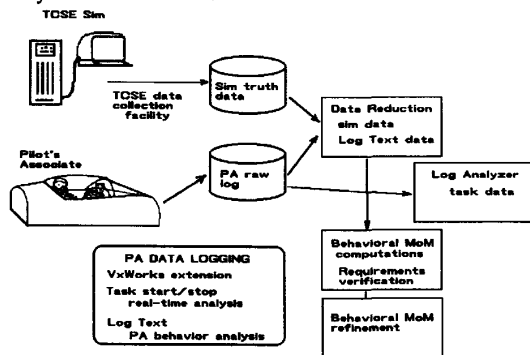 TCSE Sim
TCSE data
collection
facility
Sim truth
data
Data Reduction
sim data
Log Text data
Pilot's
Associate
PA raw
log
Log Analyzer
task data
PA DATA LOGGING
VxWorks extension
Task start/stop
real-time analysis
Log Text
PA behavior analysis
Behavioral MoM
computations
Requirements
verification
Behavioral MoM
refinement